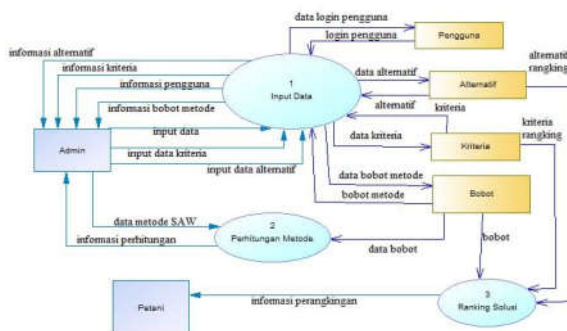 data login pengguna
login pengguna
Pengguna
informasi alternatif
informasi kriteria
informasi pengguna
informasi bobot metode
1
Input Data
data alternatif
Alternatif
alternatif
rangking
alternatif
kriteria
kriteria
rangking
input data
Admin
input data kriteria
input data alternatif
data kriteria
Kriteria
data bobot metode
bobot metode
Bobot
data metode SAW
informasi perhitungan
2
Perhitungan Metode
data bobot
bobot
Petani
informasi perangkingan
3
Ranking Solusi